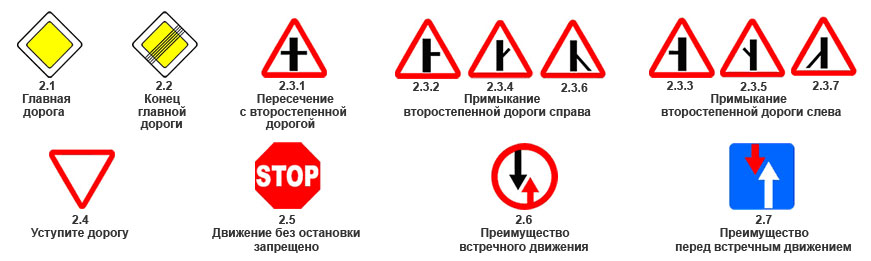 2.1
Главная
дорога
2.2
Конец
главной
дороги
2.3.1
Пересечение
с второстепенной
дорогой
2.3.2 2.3.4 2.3.6
Примыкание
второстепенной дороги справа
2.3.3 2.3.5 2.3.7
Примыкание
второстепенной дороги слева
2.4
Уступите дорогу
STOP
2.5
Движение без остановки
запрещено
2.6
Преимущество
встречного движения
2.7
Преимущество
перед встречным движением